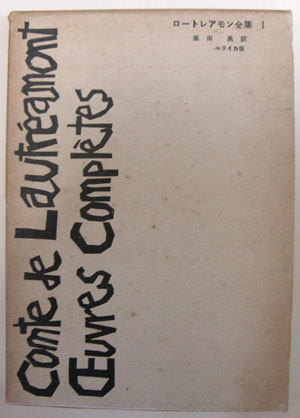 ロートレアモン全集 I
栗田 勇訳
ユリイカ版
Comte de Lautréamont
Œuvres Complètes